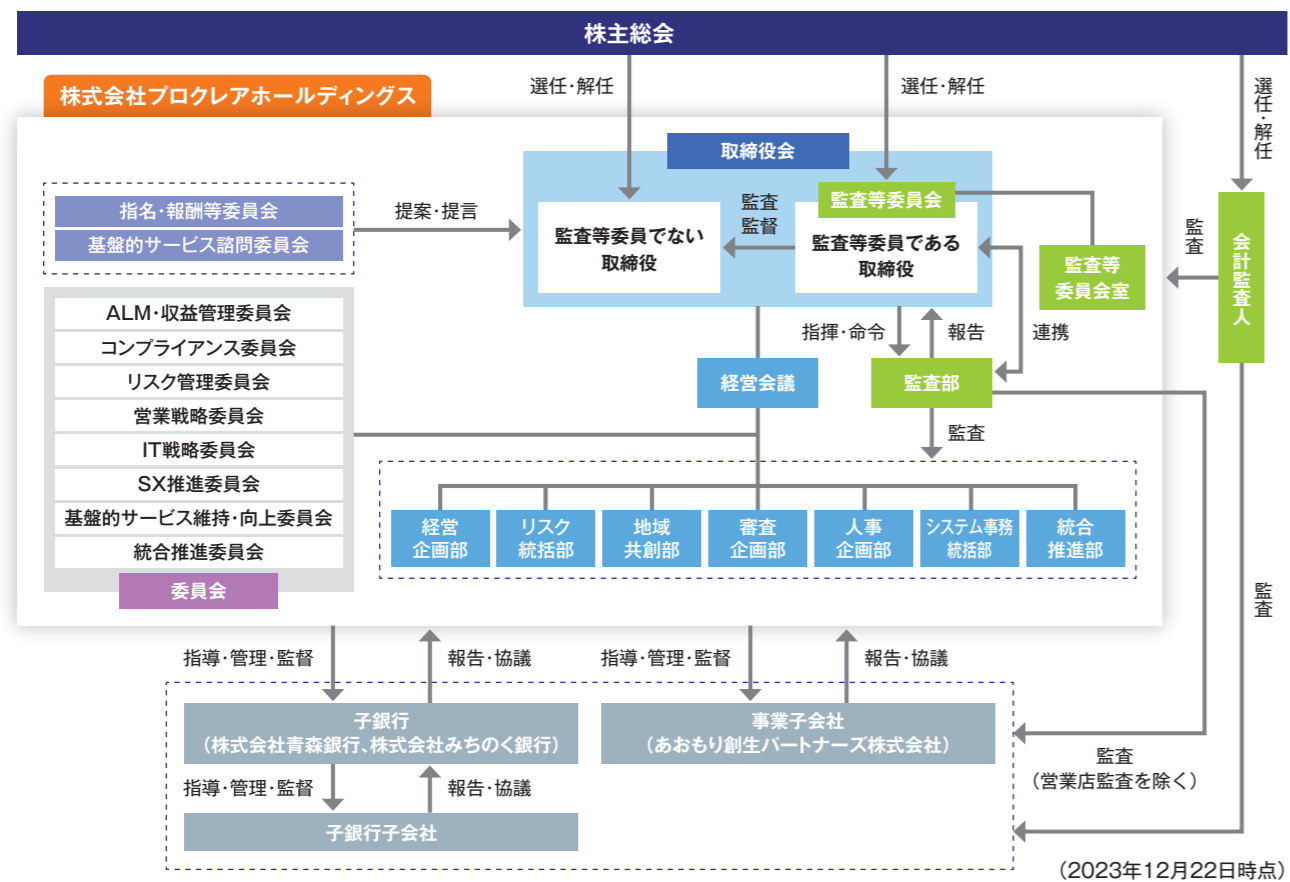 株主総会
株式会社プロクレアホールディングス
選任・解任
選任・解任
選任・解任
取締役会
指名・報酬等委員会
基盤的サービス諮問委員会
提案・提言
監査等委員でない
取締役
監査
監督
監査等委員会
監査等委員である
取締役
監査等
委員会室
監査
会計監査人
ALM・収益管理委員会
コンプライアンス委員会
リスク管理委員会
営業戦略委員会
IT戦略委員会
SX推進委員会
基盤的サービス維持・向上委員会
統合推進委員会
委員会
指揮・命令
報告
連携
経営会議
監査部
監査
経営
企画部
リスク
統括部
地域
共創部
審査
企画部
人事
企画部
システム事務
統括部
統合
推進部
監査
指導・管理・監督
報告・協議
指導・管理・監督
報告・協議
子銀行
（株式会社青森銀行、株式会社みちのく銀行）
事業子会社
（あおもり創生パートナーズ株式会社）
指導・管理・監督
報告・協議
子銀行子会社
監査
（営業店監査を除く）
（2023年12月22日時点）